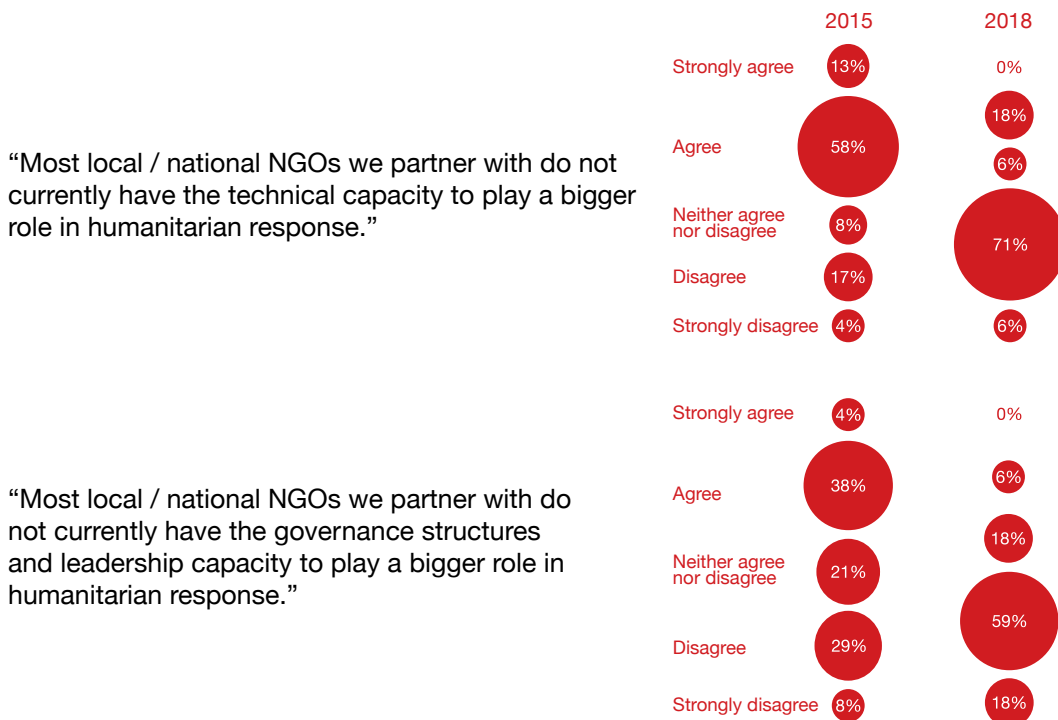 2015 2018
Strongly agree 13% 0%
18%
“Most local / national NGOs we partner with do not
currently have the technical capacity to play a bigger
role in humanitarian response.”
Agree 58%
6%
Neither agree
nor disagree 8%
71%
Disagree 17%
Strongly disagree 4% 6%
Strongly agree 4% 0%
“Most local / national NGOs we partner with do
not currently have the governance structures
and leadership capacity to play a bigger role in
humanitarian response.”
Agree 38% 6%
18%
Neither agree
nor disagree 21%
59%
Disagree 29%
Strongly disagree 8% 18%